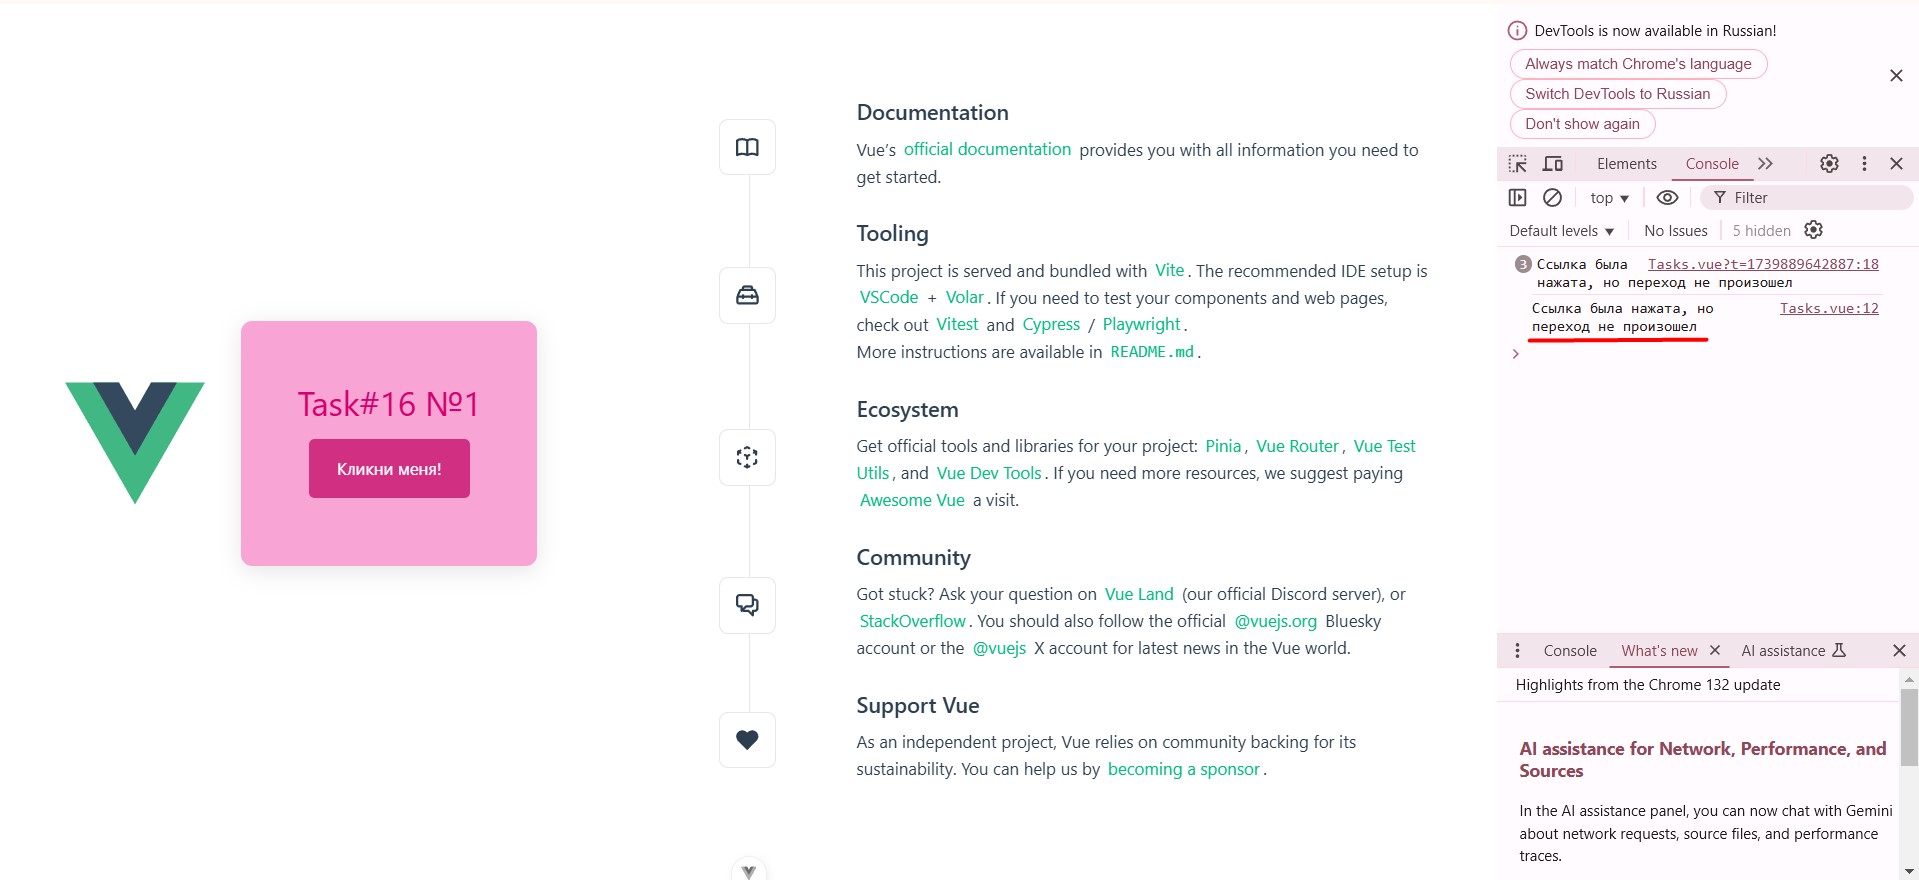 Task#16 №1
Кликни меня!
Documentation
Vue’s official documentation provides you with all information you need to
get started.
Tooling
This project is served and bundled with Vite. The recommended IDE setup is
VSCode + Volar. If you need to test your components and web pages,
check out Vitest and Cypress / Playwright.
More instructions are available in README.md.
Ecosystem
Get official tools and libraries for your project: Pinia, Vue Router, Vue Test
Utils, and Vue Dev Tools. If you need more resources, we suggest paying
Awesome Vue a visit.
Community
Got stuck? Ask your question on Vue Land (our official Discord server), or
StackOverflow. You should also follow the official @vuejs.org Bluesky
account or the @vuejs X account for latest news in the Vue world.
Support Vue
As an independent project, Vue relies on community backing for its
sustainability. You can help us by becoming a sponsor.
DevTools is now available in Russian!
Always match Chrome's language
Switch DevTools to Russian
Don't show again
Elements Console
top Filter
Default levels No Issues 5 hidden
3 Ссылка была Tasks.vue?t=1739889642887:18
нажата, но переход не произошел
Ссылка была нажата, но Tasks.vue:12
переход не произошел
Console What's new AI assistance
Highlights from the Chrome 132 update
AI assistance for Network, Performance, and
Sources
In the AI assistance panel, you can now chat with Gemini
about network requests, source files, and performance
traces.